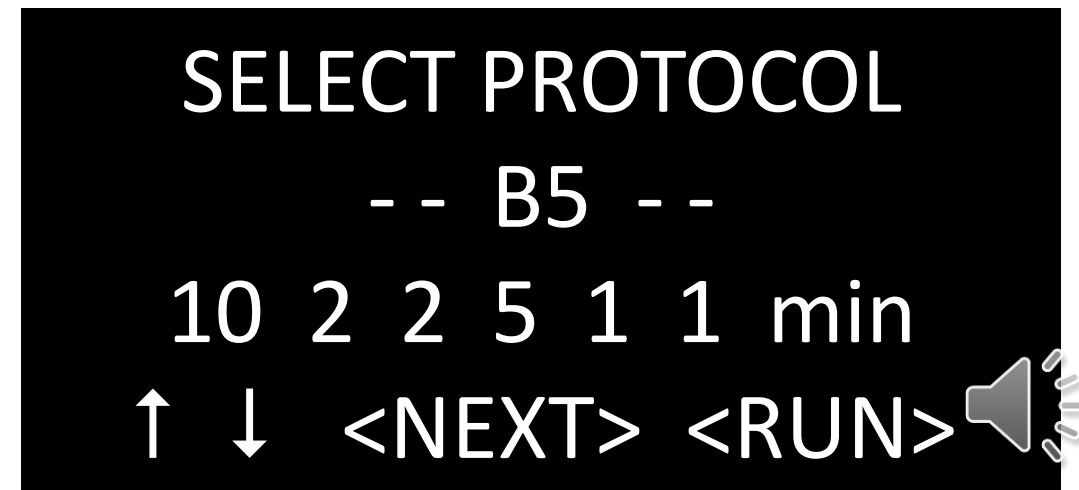 SELECT PROTOCOL
-- B5 --
10 2 2 5 1 1 min
↑ ↓ <NEXT> <RUN>